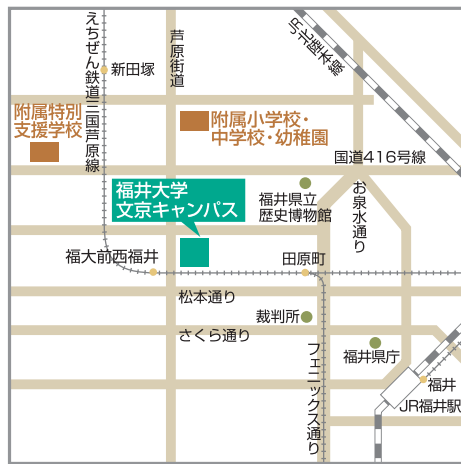 えちぜん鉄道三国芦原線
新田塚
芦原街道
JR北陸本線
附属特別
支援学校
附属小学校・
中学校・幼稚園
国道416号線
福井大学
文京キャンパス
福井県立
歴史博物館
お泉水通り
福大前西福井
田原町
松本通り
裁判所
さくら通り
フェニックス通り
福井県庁
福井
JR福井駅